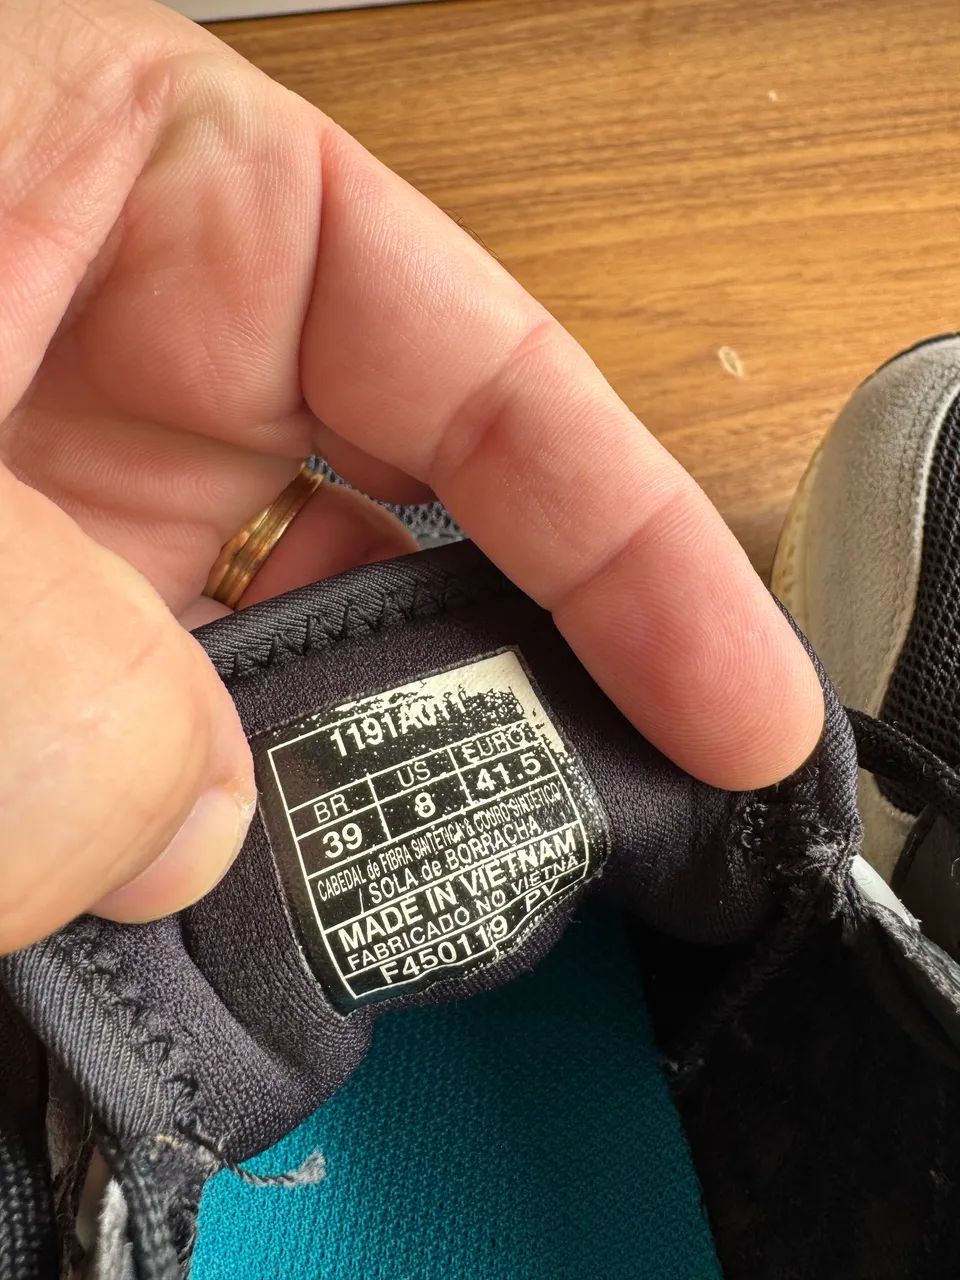 1191A011
BR US EURO
39 8 41.5
CABEDAL de FIBRA SINTÉTICA & COURO SINTÉTICO
/ SOLA de BORRACHA
MADE IN VIETNAM
FABRICADO NO VIETNÃ
F450119 PV